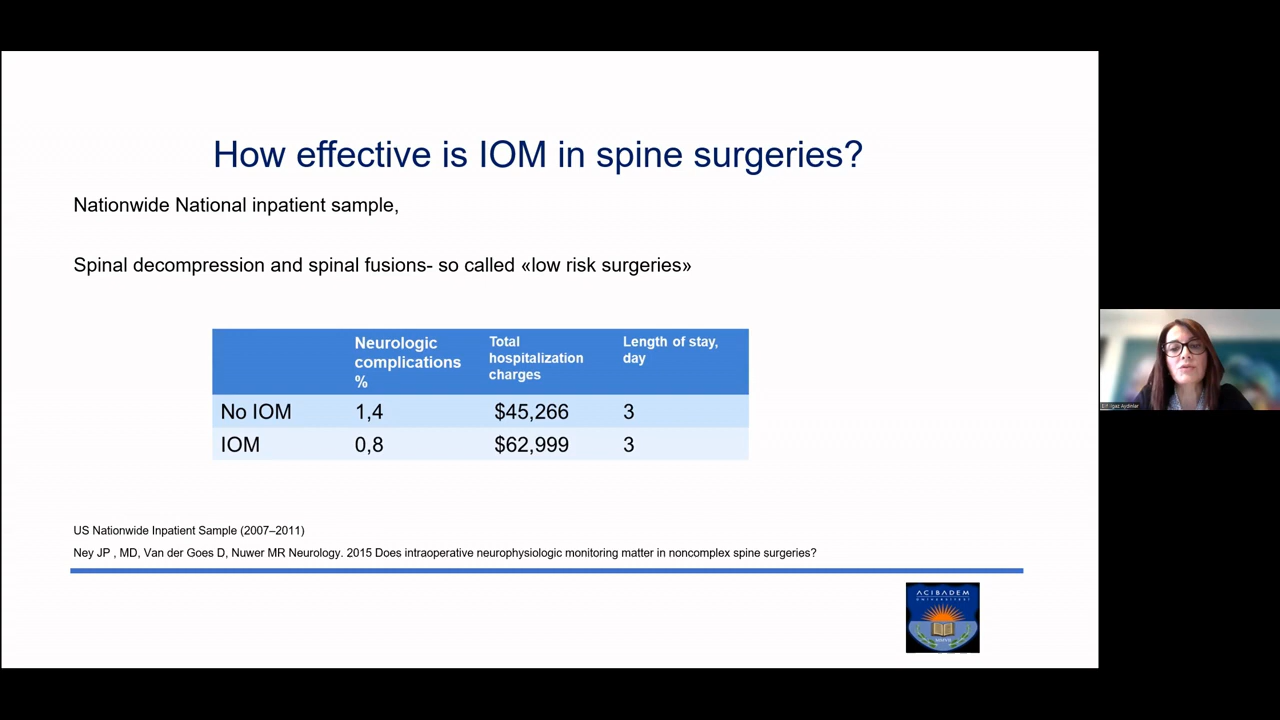 How effective is IOM in spine surgeries?
Nationwide National inpatient sample,
Spinal decompression and spinal fusions- so called «low risk surgeries»
Neurologic complications % Total hospitalization charges Length of stay, day
No IOM 1,4 $45,266 3
IOM 0,8 $62,999 3
US Nationwide Inpatient Sample (2007–2011)
Ney JP , MD, Van der Goes D, Nuwer MR Neurology. 2015 Does intraoperative neurophysiologic monitoring matter in noncomplex spine surgeries?
ACIBADEM